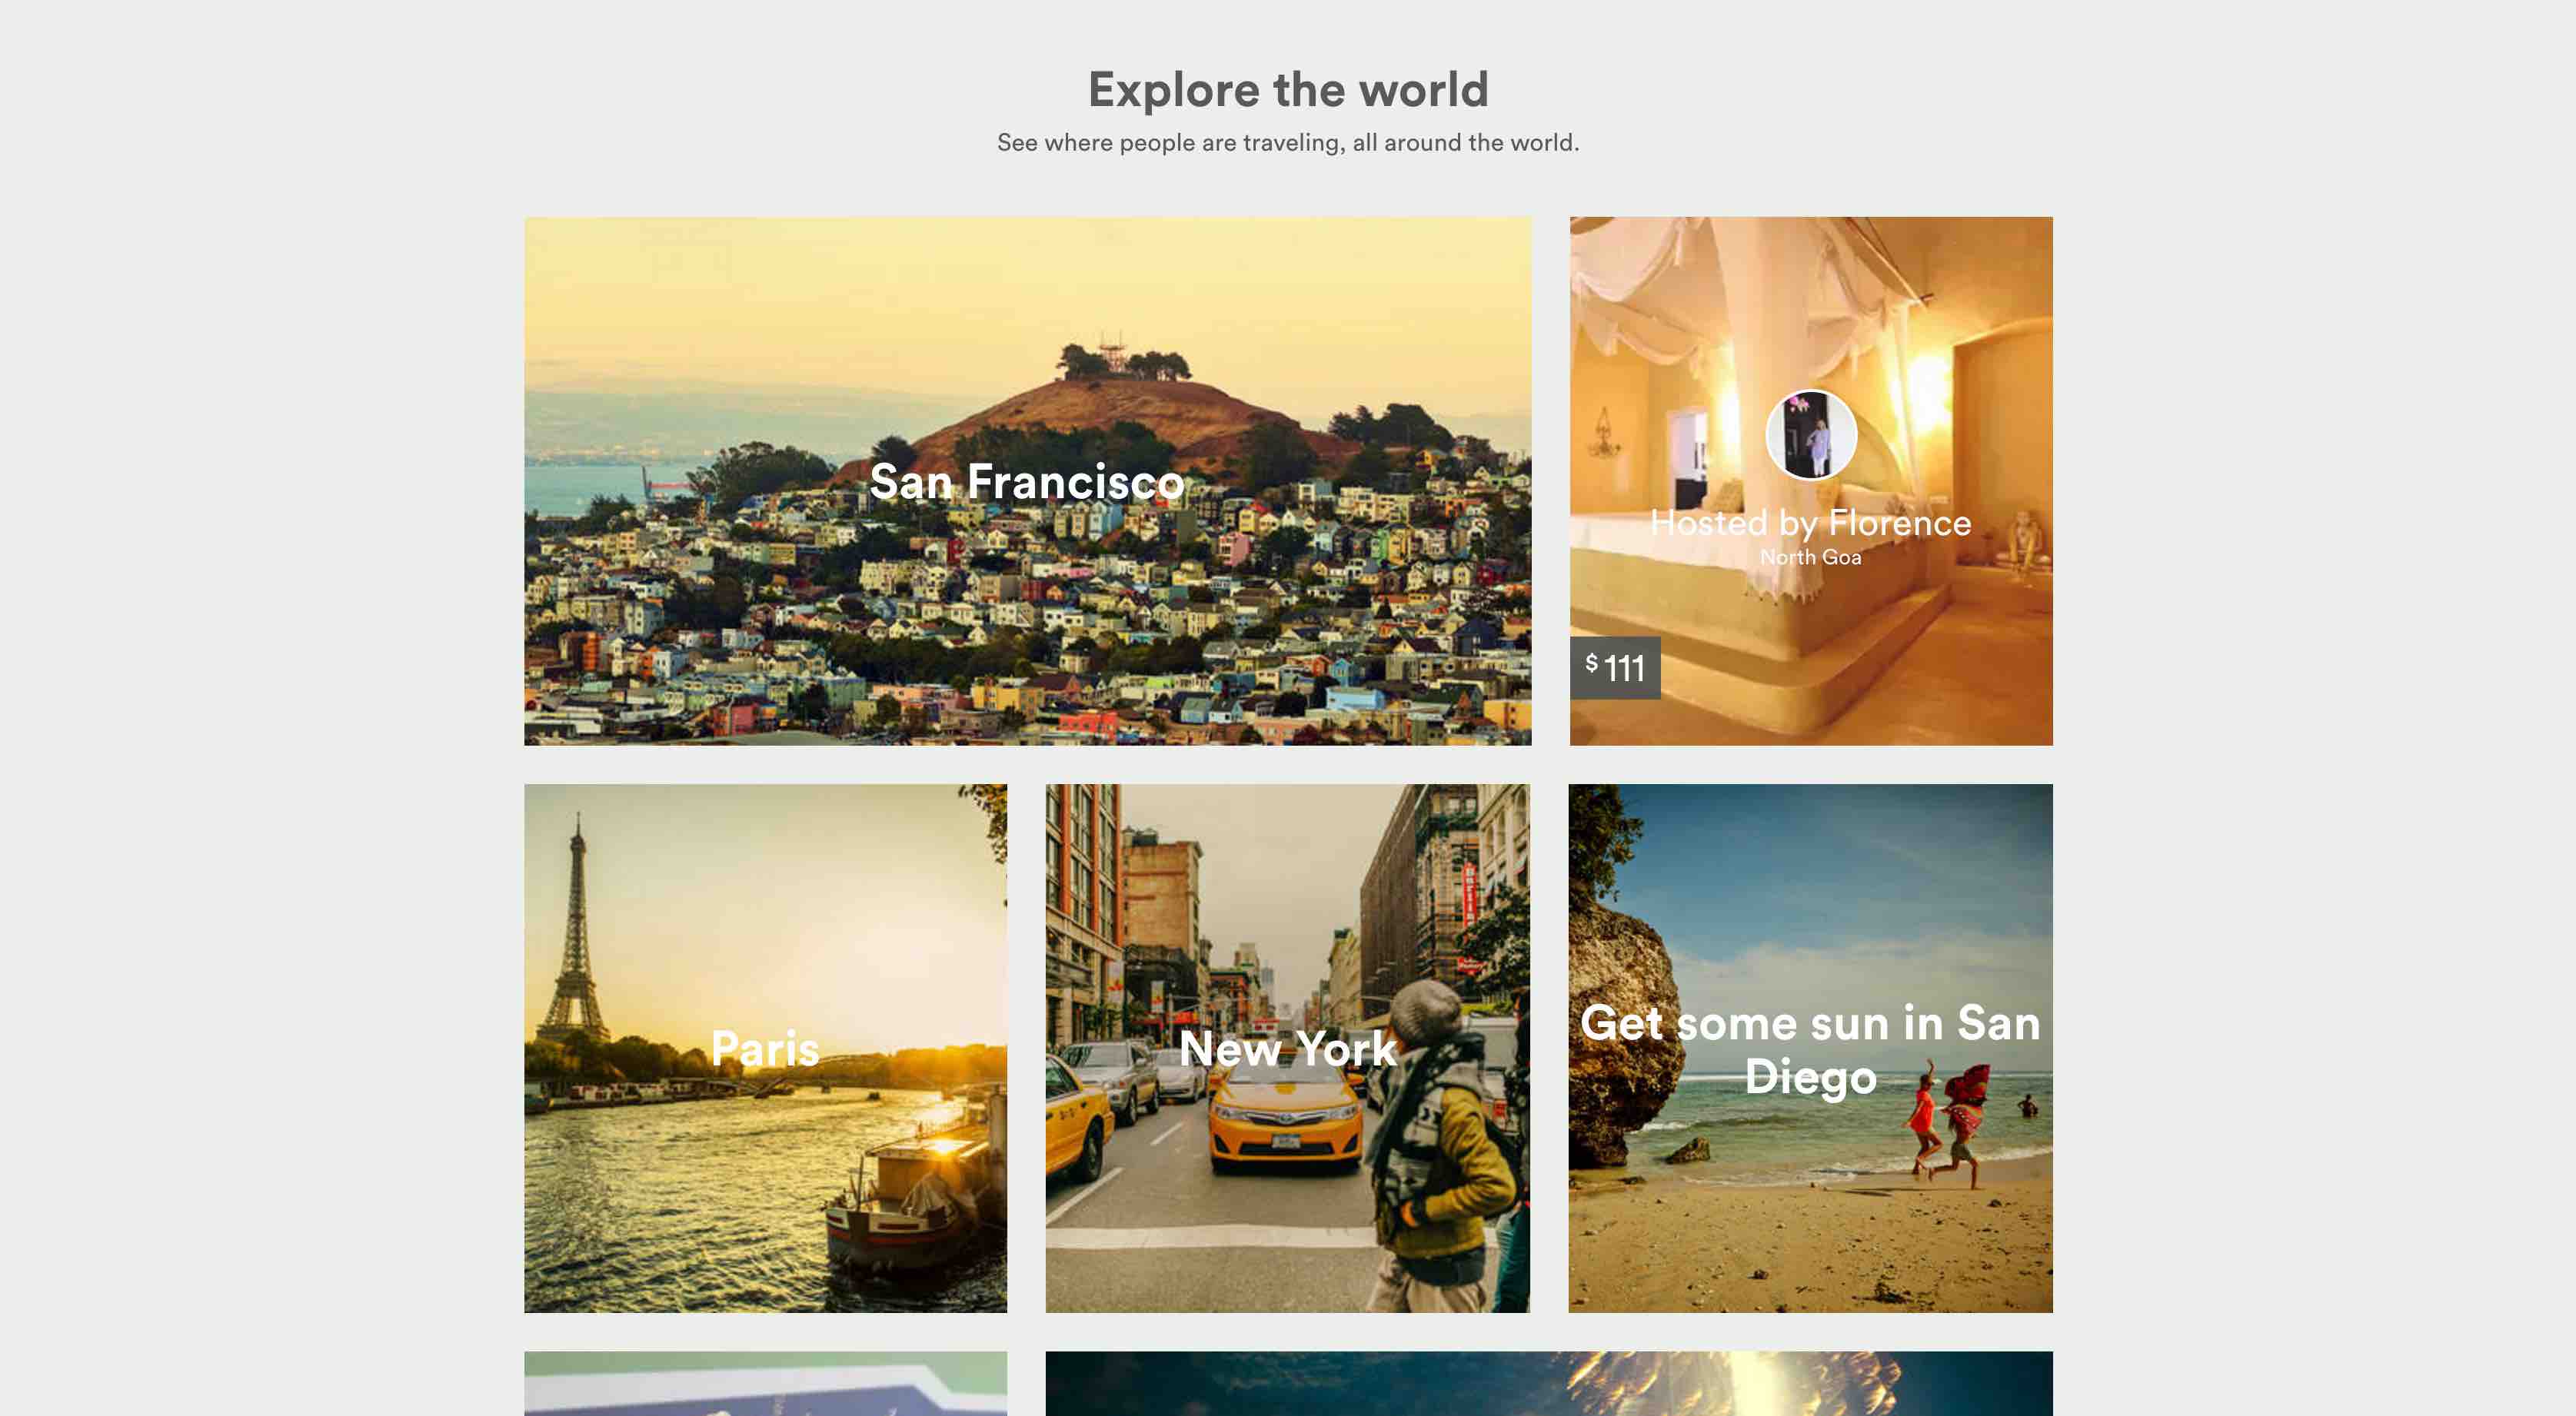 Explore the world
See where people are traveling, all around the world.
San Francisco
Hosted by Florence
North Goa
$ 111
Paris
New York
Get some sun in San
Diego